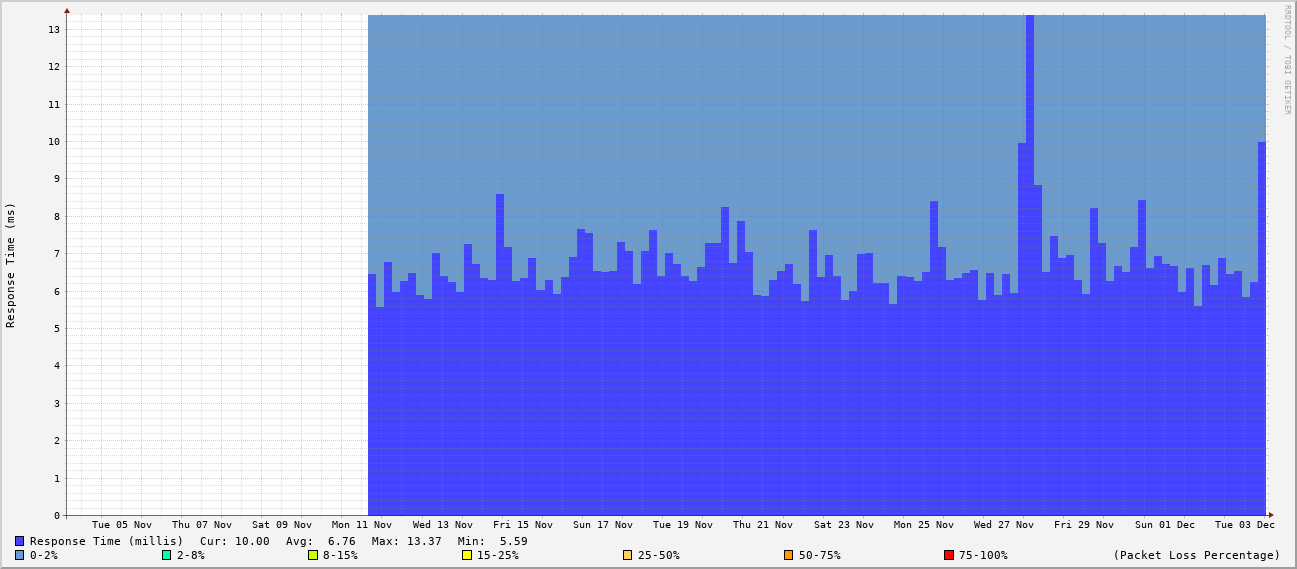 RRDTOOL / TOBI OETIKER
Response Time (ms)
13
12
11
10
9
8
7
6
5
4
3
2
1
0
Tue 05 Nov Thu 07 Nov Sat 09 Nov Mon 11 Nov Wed 13 Nov Fri 15 Nov Sun 17 Nov Tue 19 Nov Thu 21 Nov Sat 23 Nov Mon 25 Nov Wed 27 Nov Fri 29 Nov Sun 01 Dec Tue 03 Dec
Response Time (millis) Cur: 10.00 Avg: 6.76 Max: 13.37 Min: 5.59
0-2% 2-8% 8-15% 15-25% 25-50% 50-75% 75-100% (Packet Loss Percentage)